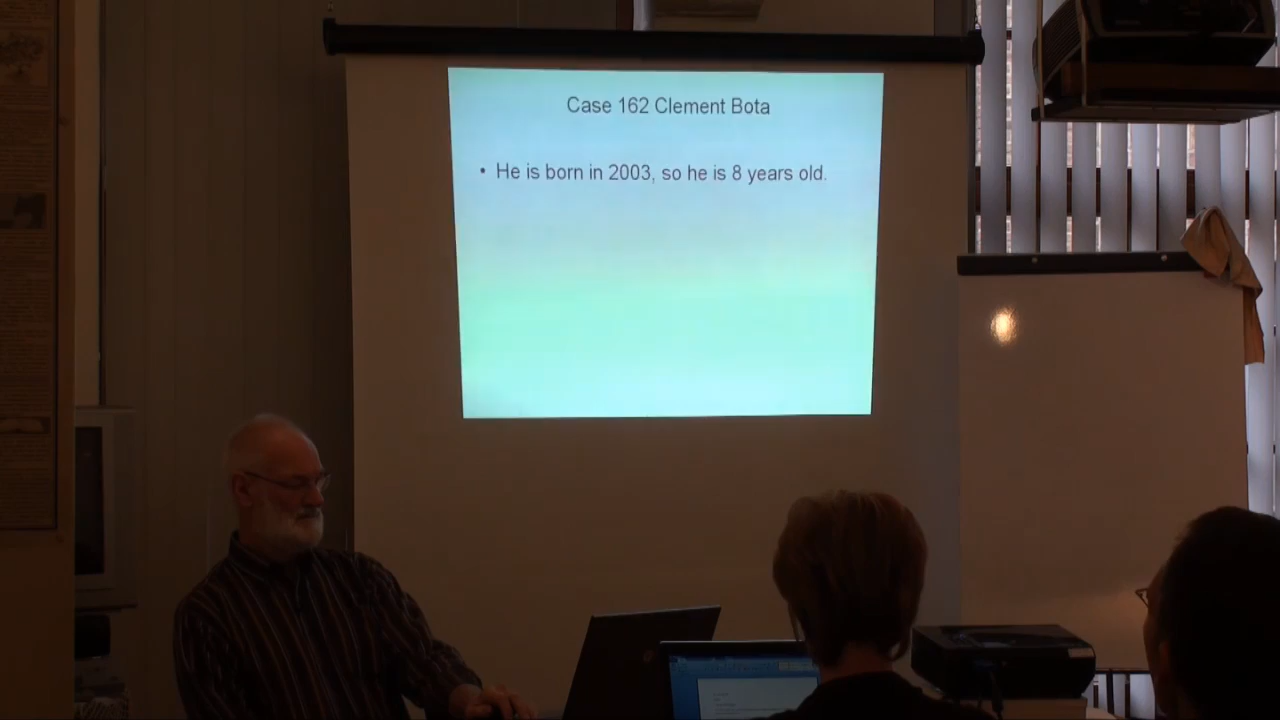 Case 162 Clement Bota
• He is born in 2003, so he is 8 years old.